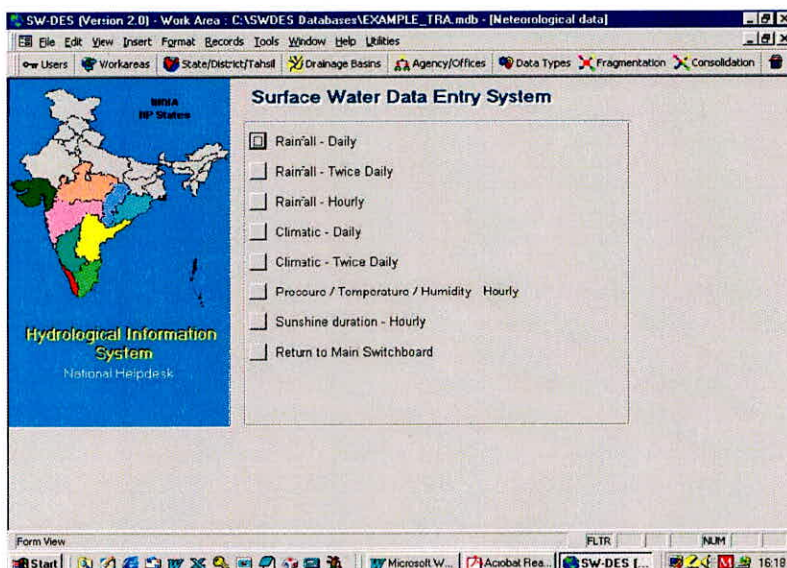 SW-DES (Version 2.0) - Work Area : C:\SWDES Databases\EXAMPLE_TRA.mdb - [Meteorological data]
File Edit View Insert Format Records Tools Window Help Utilities
Users Workareas State/District/Tahsil Drainage Basins Agency/Offices Data Types Fragmentation Consolidation
INDIA
HP States
Surface Water Data Entry System
Rainfall - Daily
Rainfall - Twice Daily
Rainfall - Hourly
Climatic - Daily
Climatic - Twice Daily
Pressure / Temperature / Humidity Hourly
Sunshine duration - Hourly
Return to Main Switchboard
Hydrological Information
System
National Helpdesk
Form View FLTR NUM
Start Microsoft W... Acrobat Rea... SW-DES (... 16:18